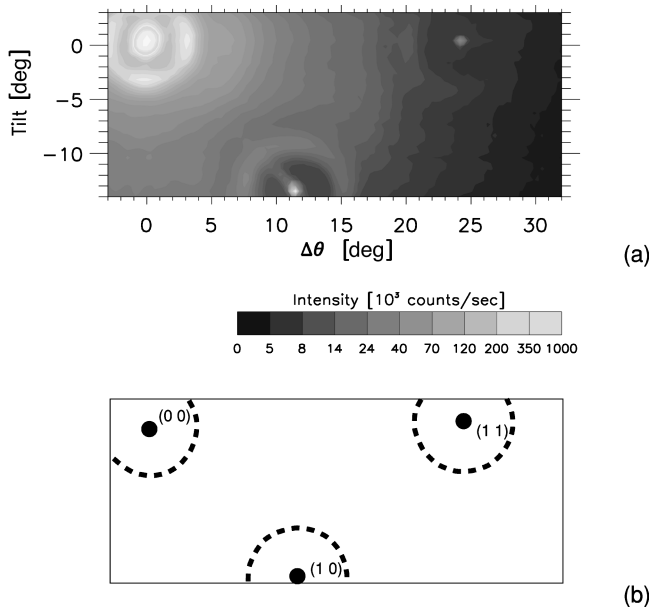 0
−5
−10
Tilt [deg]
0 5 10 15 20 25 30
Δθ [deg]
(a)
Intensity [10³ counts/sec]
0 5 8 14 24 40 70 120 200 350 1000
(0 0)
(1 1)
(1 0)
(b)